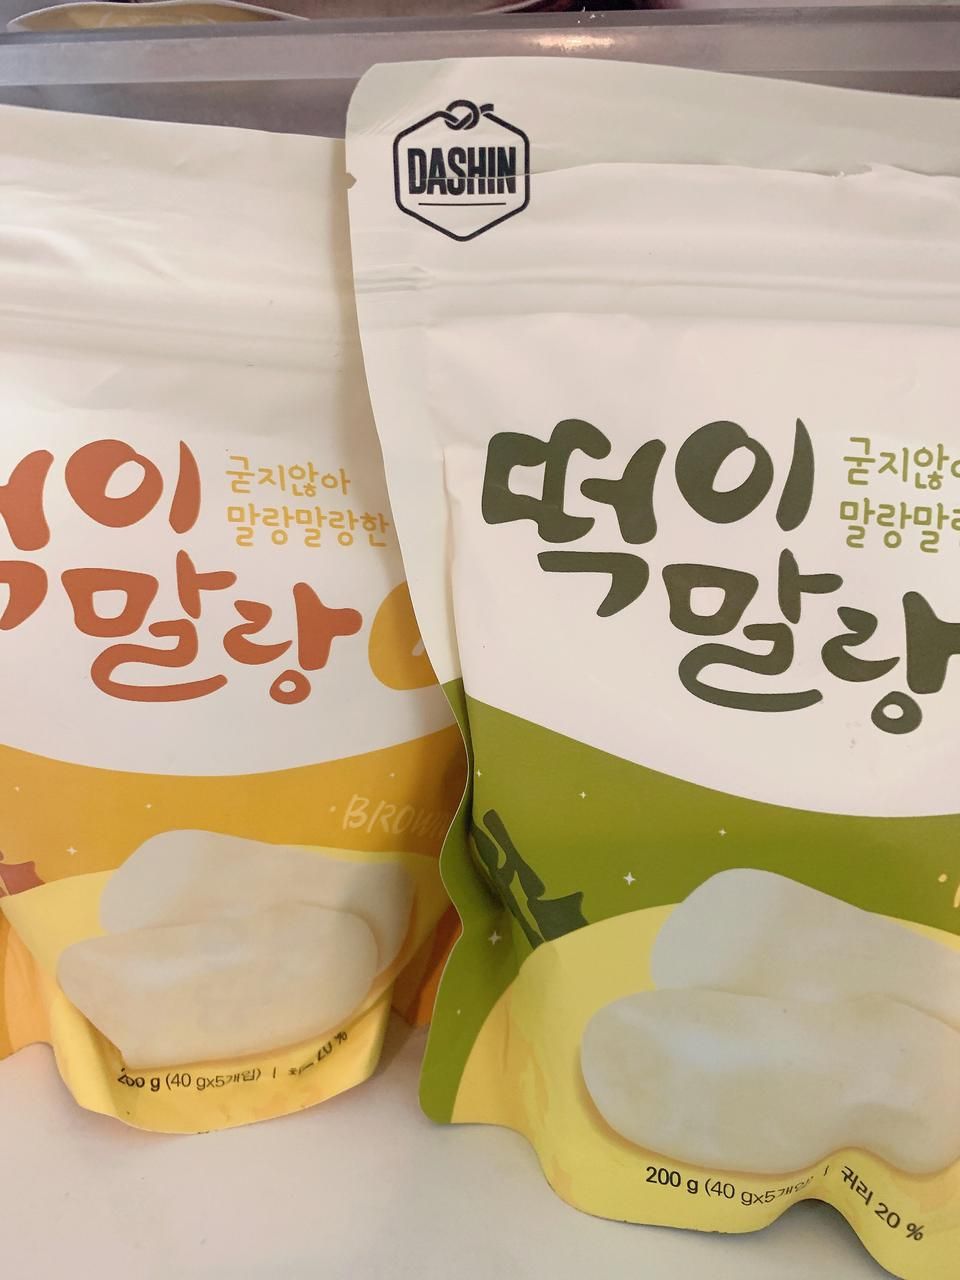 DASHIN
이
굳지않아
말랑말랑한
말랑
BROWN
200 g (40 gx5개입) |
20 %
떡이
굳지않아
말랑말랑
말랑
200 g (40 gx5개입) | 귀리 20 %